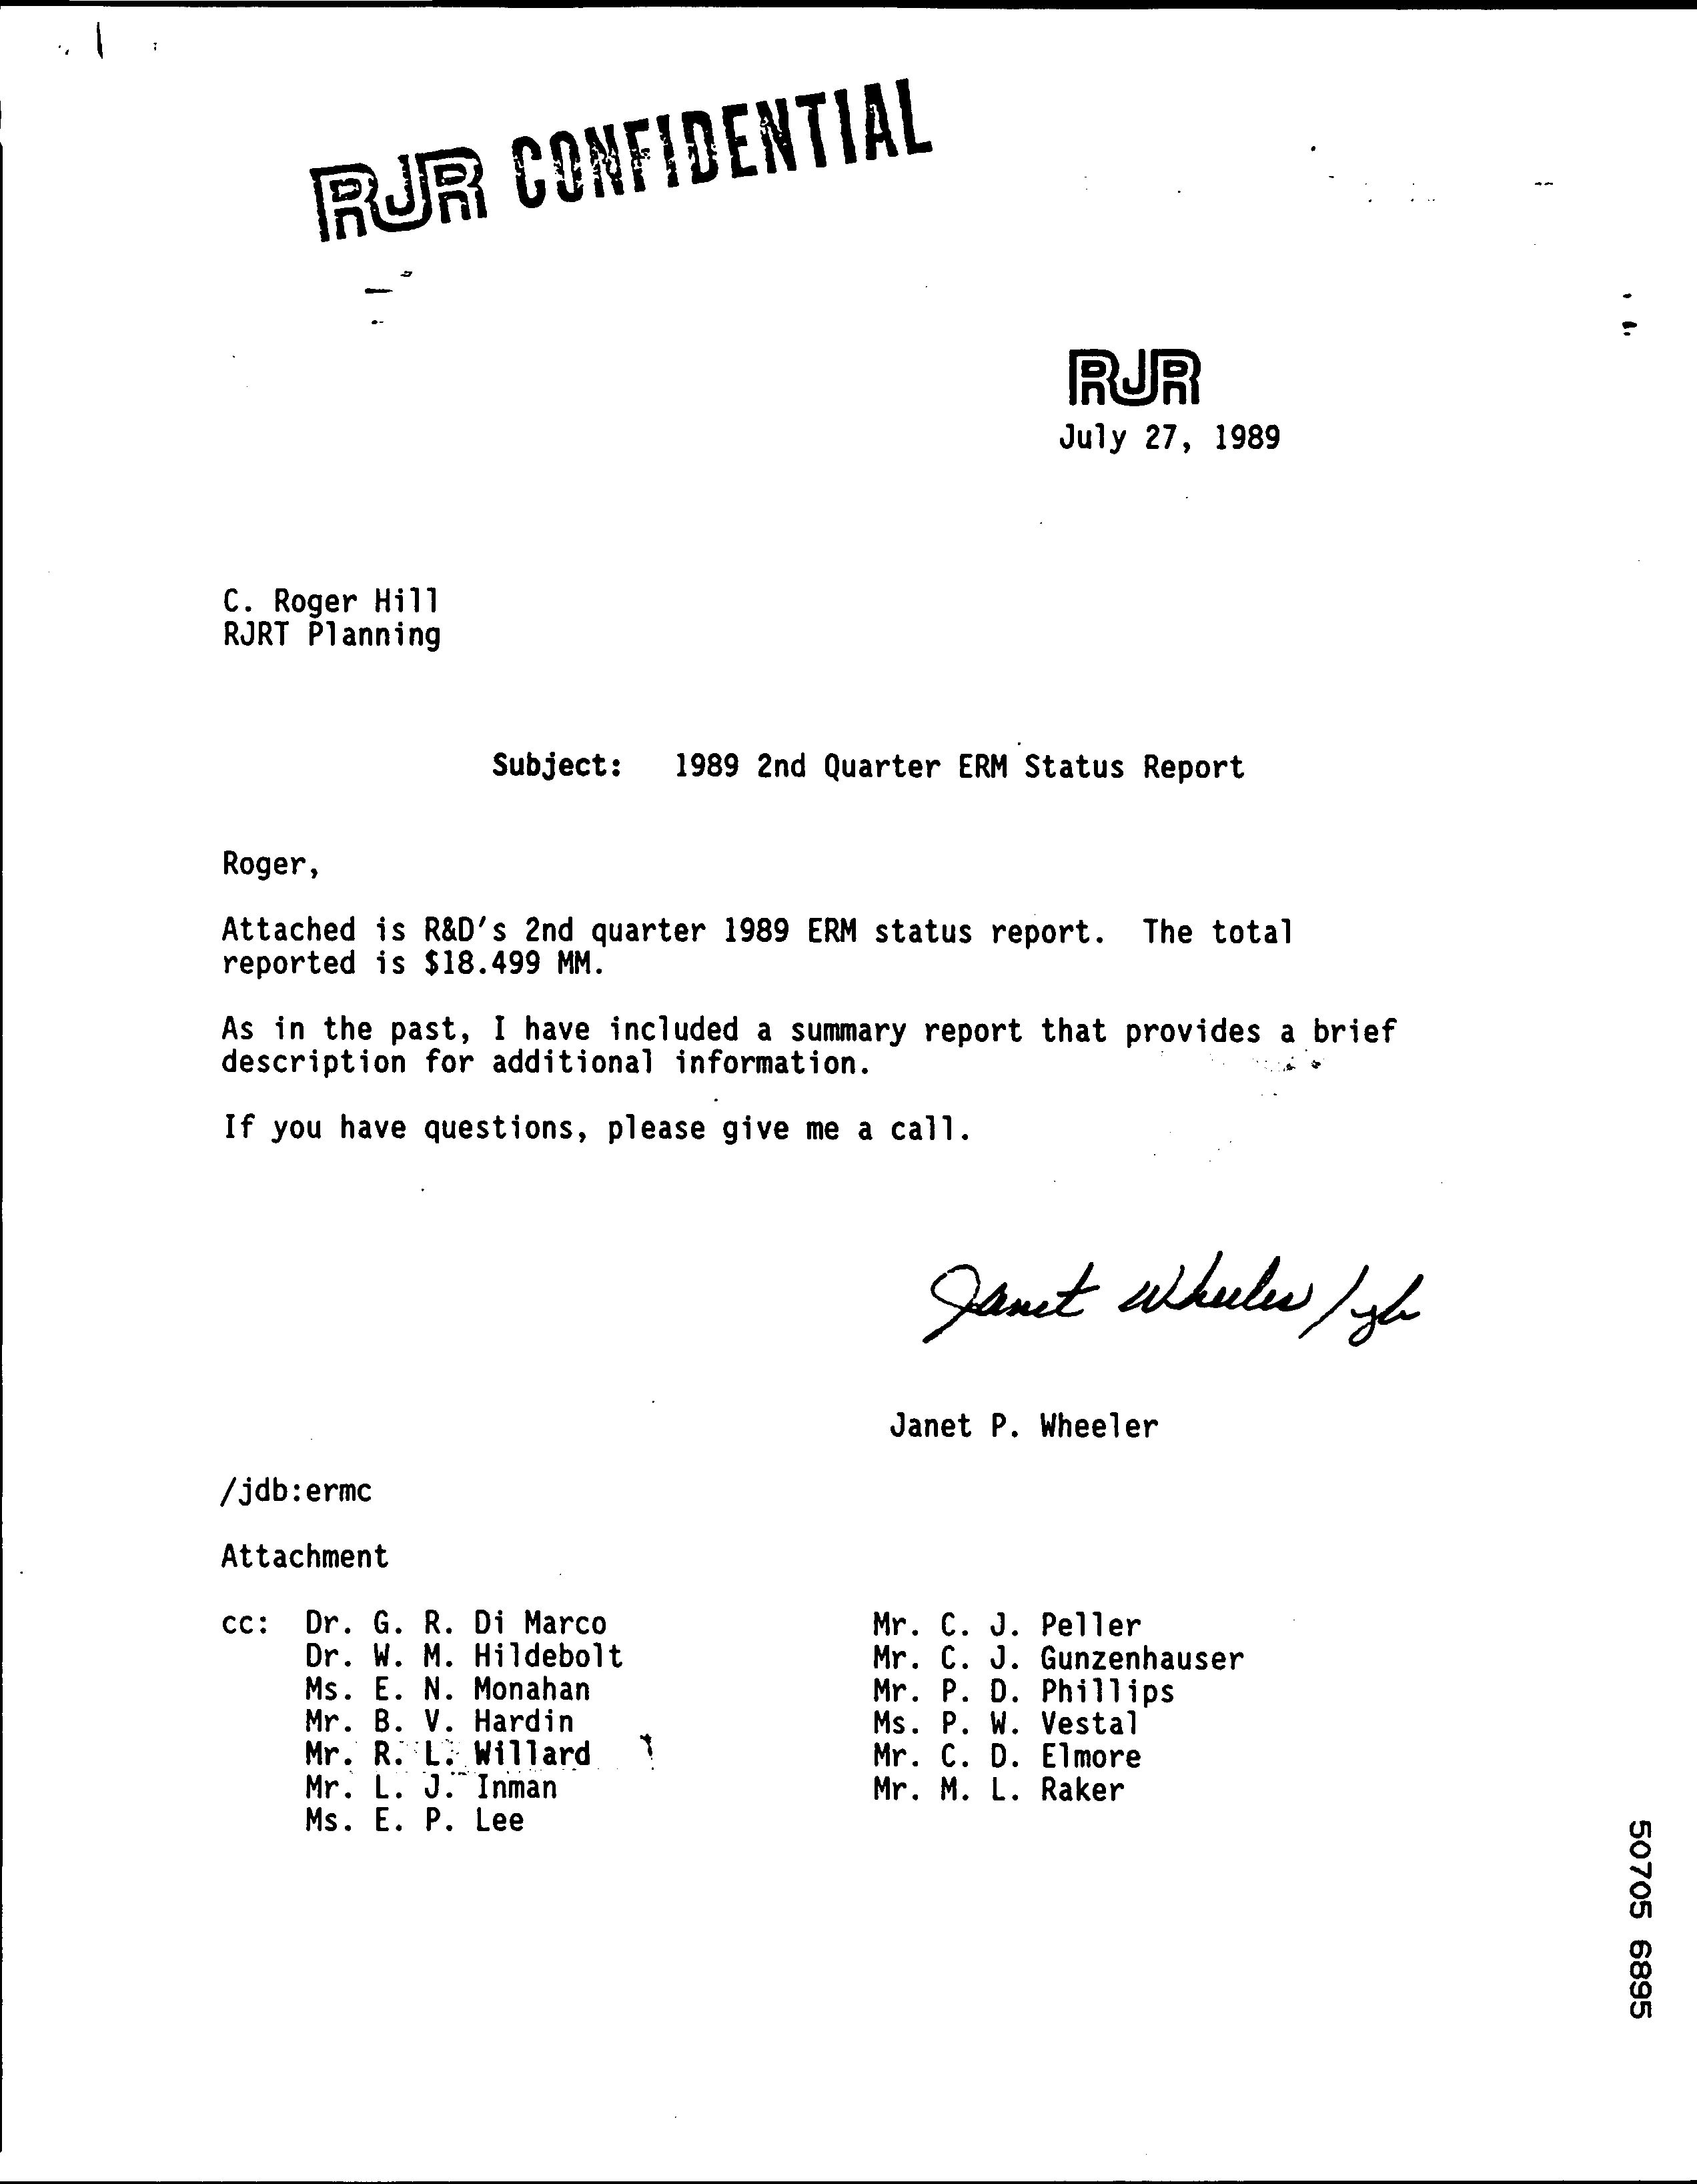 RJR CONFIDENTIAL
RJR
July 27, 1989
C. Roger Hill
RJRT Planning
Subject: 1989 2nd Quarter ERM Status Report
Roger,
Attached is R&D's 2nd quarter 1989 ERM status report. The total
reported is $18.499 MM.
As in the past, I have included a summary report that provides a brief
description for additional information.
If you have questions, please give me a call.
Janet Wheeler /
Janet P. Wheeler
/jdb:ermc
Attachment
cc: Dr. G. R. Di Marco
Dr. W. M. Hildebolt
Ms. E. N. Monahan
Mr. B. V. Hardin
Mr. R. L. Willard
Mr. L. J. Inman
Ms. E. P. Lee
Mr. C. J. Peller
Mr. C. J. Gunzenhauser
Mr. P. D. Phillips
Ms. P. W. Vestal
Mr. C. D. Elmore
Mr. M. L. Raker
50705 6895